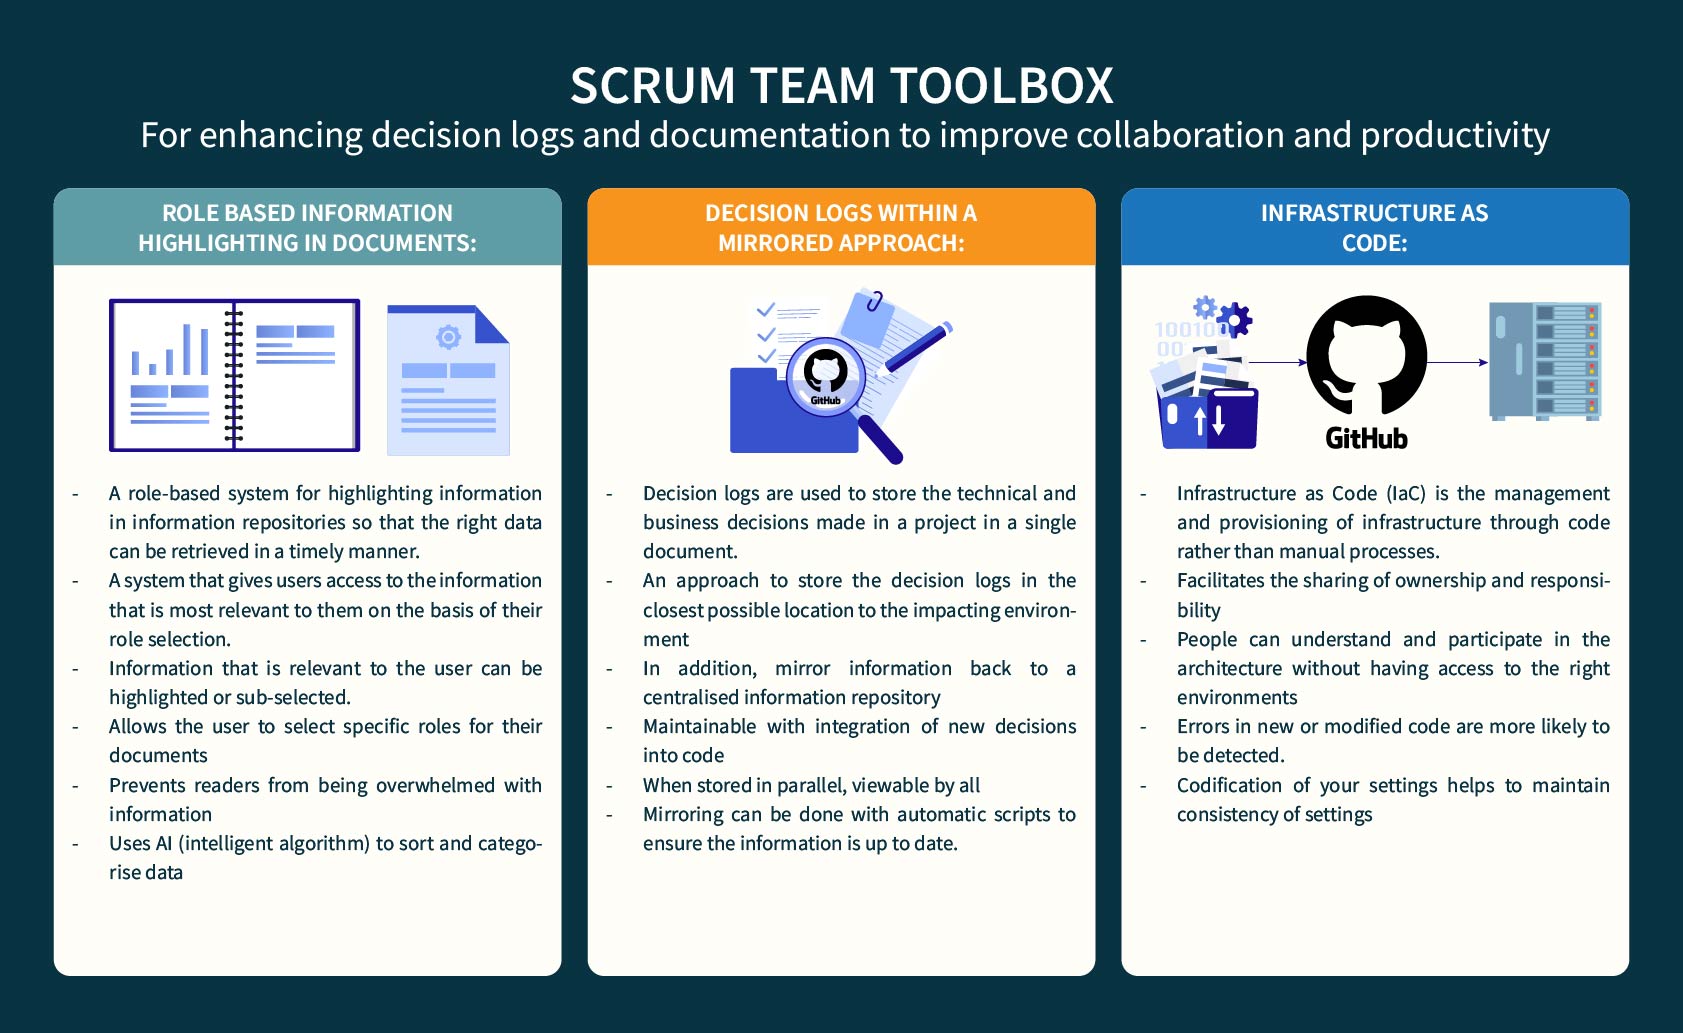 SCRUM TEAM TOOLBOX
For enhancing decision logs and documentation to improve collaboration and productivity
ROLE BASED INFORMATION
HIGHLIGHTING IN DOCUMENTS:
- A role-based system for highlighting information
in information repositories so that the right data
can be retrieved in a timely manner.
- A system that gives users access to the information
that is most relevant to them on the basis of their
role selection.
- Information that is relevant to the user can be
highlighted or sub-selected.
- Allows the user to select specific roles for their
documents
- Prevents readers from being overwhelmed with
information
- Uses AI (intelligent algorithm) to sort and catego-
rise data
DECISION LOGS WITHIN A
MIRRORED APPROACH:
GitHub
- Decision logs are used to store the technical and
business decisions made in a project in a single
document.
- An approach to store the decision logs in the
closest possible location to the impacting environ-
ment
- In addition, mirror information back to a
centralised information repository
- Maintainable with integration of new decisions
into code
- When stored in parallel, viewable by all
- Mirroring can be done with automatic scripts to
ensure the information is up to date.
INFRASTRUCTURE AS
CODE:
10010
00
GitHub
- Infrastructure as Code (IaC) is the management
and provisioning of infrastructure through code
rather than manual processes.
- Facilitates the sharing of ownership and responsi-
bility
- People can understand and participate in the
architecture without having access to the right
environments
- Errors in new or modified code are more likely to
be detected.
- Codification of your settings helps to maintain
consistency of settings